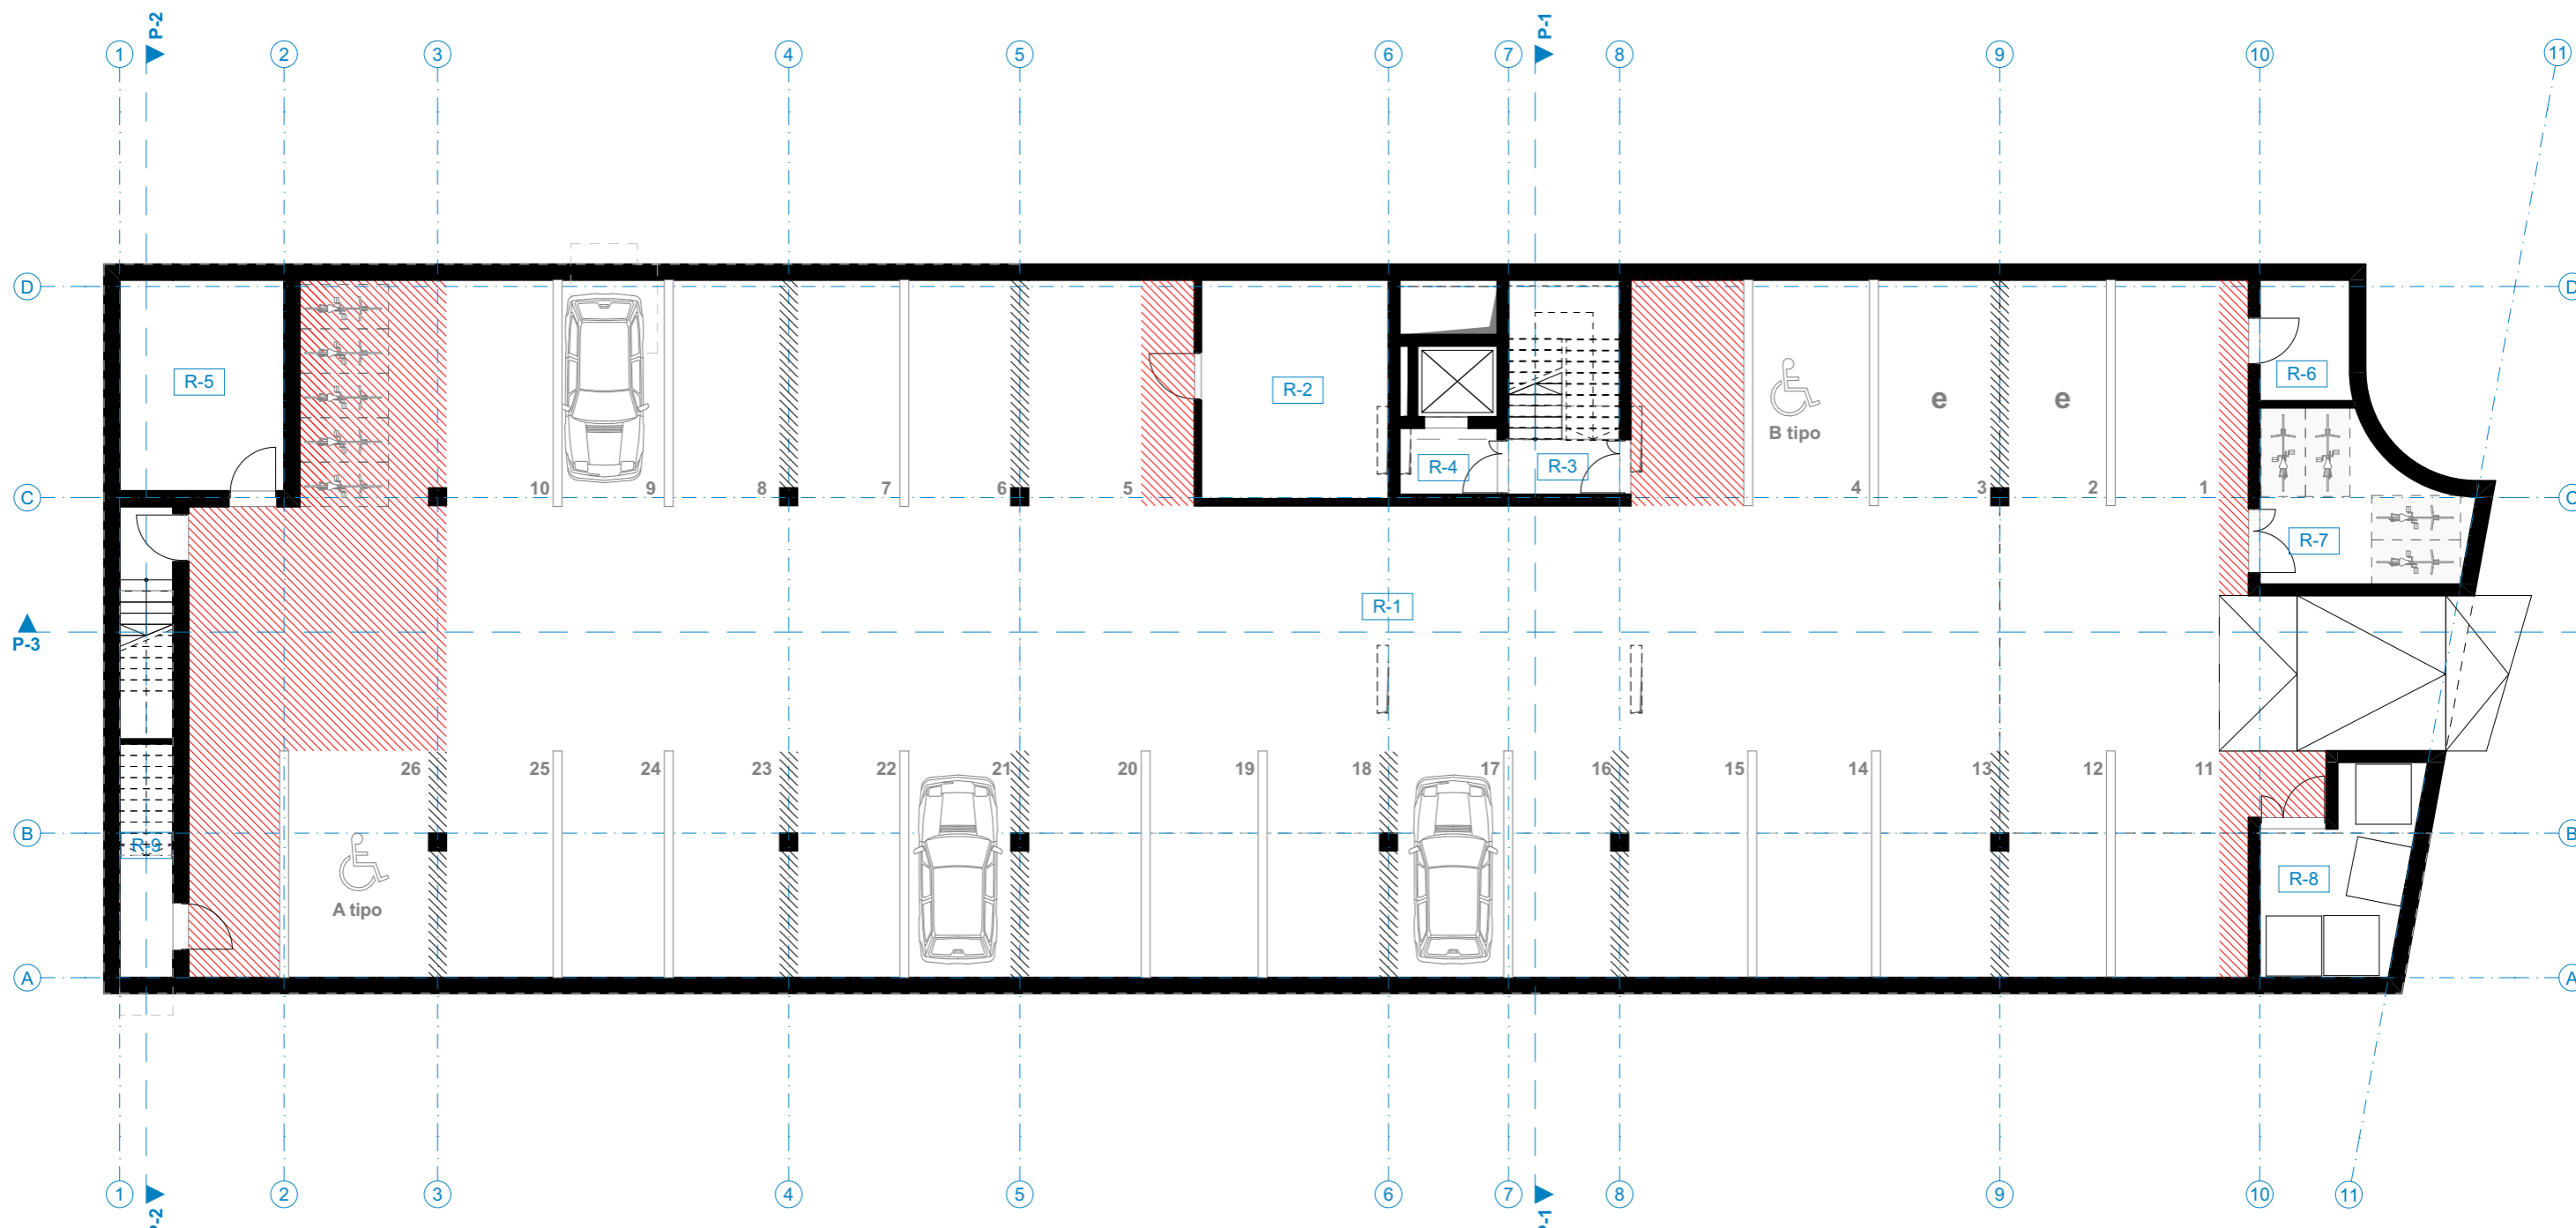 P-2 P-1
1 2 3 4 5 6 7 8 9 10 11
D D
R-5 R-2 R-6
e e
B tipo
R-4 R-3
10 9 8 7 6 5 4 3 2 1
C C
R-7
R-1
P-3
26 25 24 23 22 21 20 19 18 17 16 15 14 13 12 11
B B
R-9
R-8
A tipo
A A
1 2 3 4 5 6 7 8 9 10 11
P-2 P-1